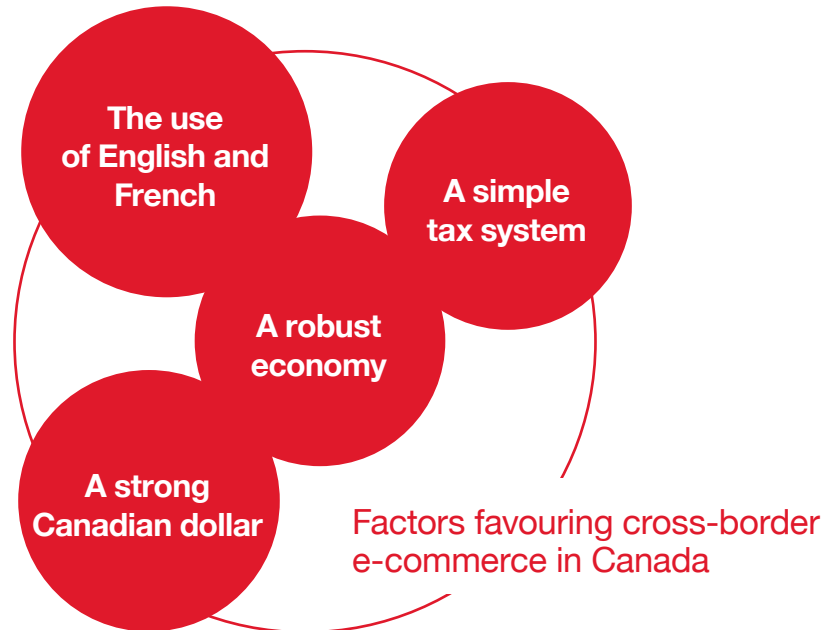 The use
of English and
French
A simple
tax system
A robust
economy
A strong
Canadian dollar
Factors favouring cross-border
e-commerce in Canada